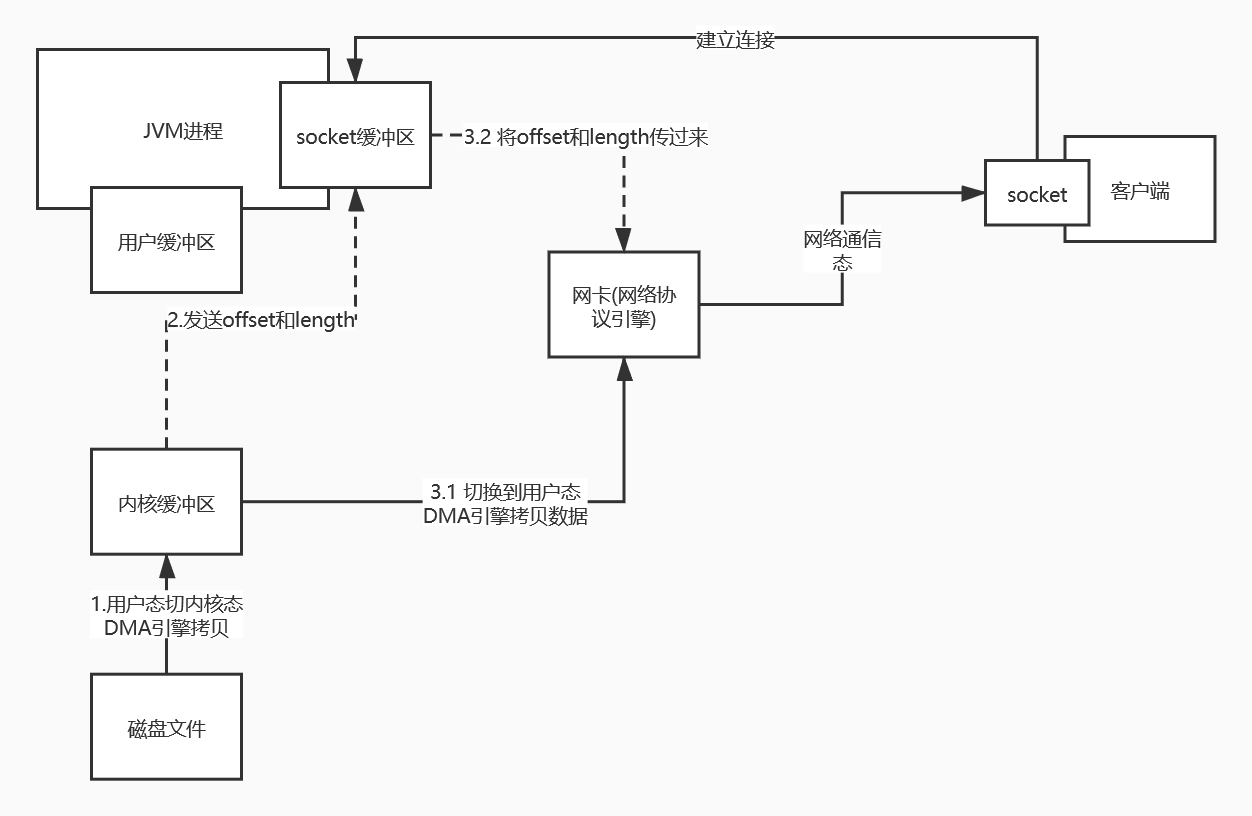 建立连接
JVM进程
socket缓冲区
3.2 将offset和length传过来
socket
客户端
用户缓冲区
网络通信
态
网卡(网络协
议引擎)
2.发送offset和length
内核缓冲区
3.1 切换到用户态
DMA引擎拷贝数据
1.用户态切内核态
DMA引擎拷贝
磁盘文件